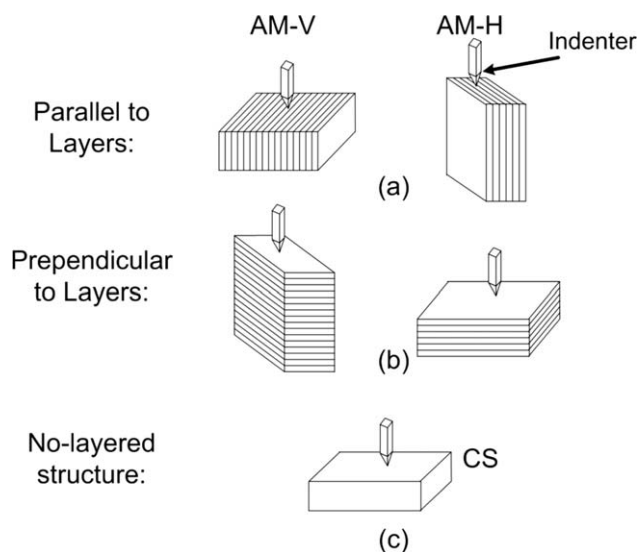 AM-V
AM-H
Indenter
Parallel to
Layers:
(a)
Prependicular
to Layers:
(b)
No-layered
structure:
CS
(c)